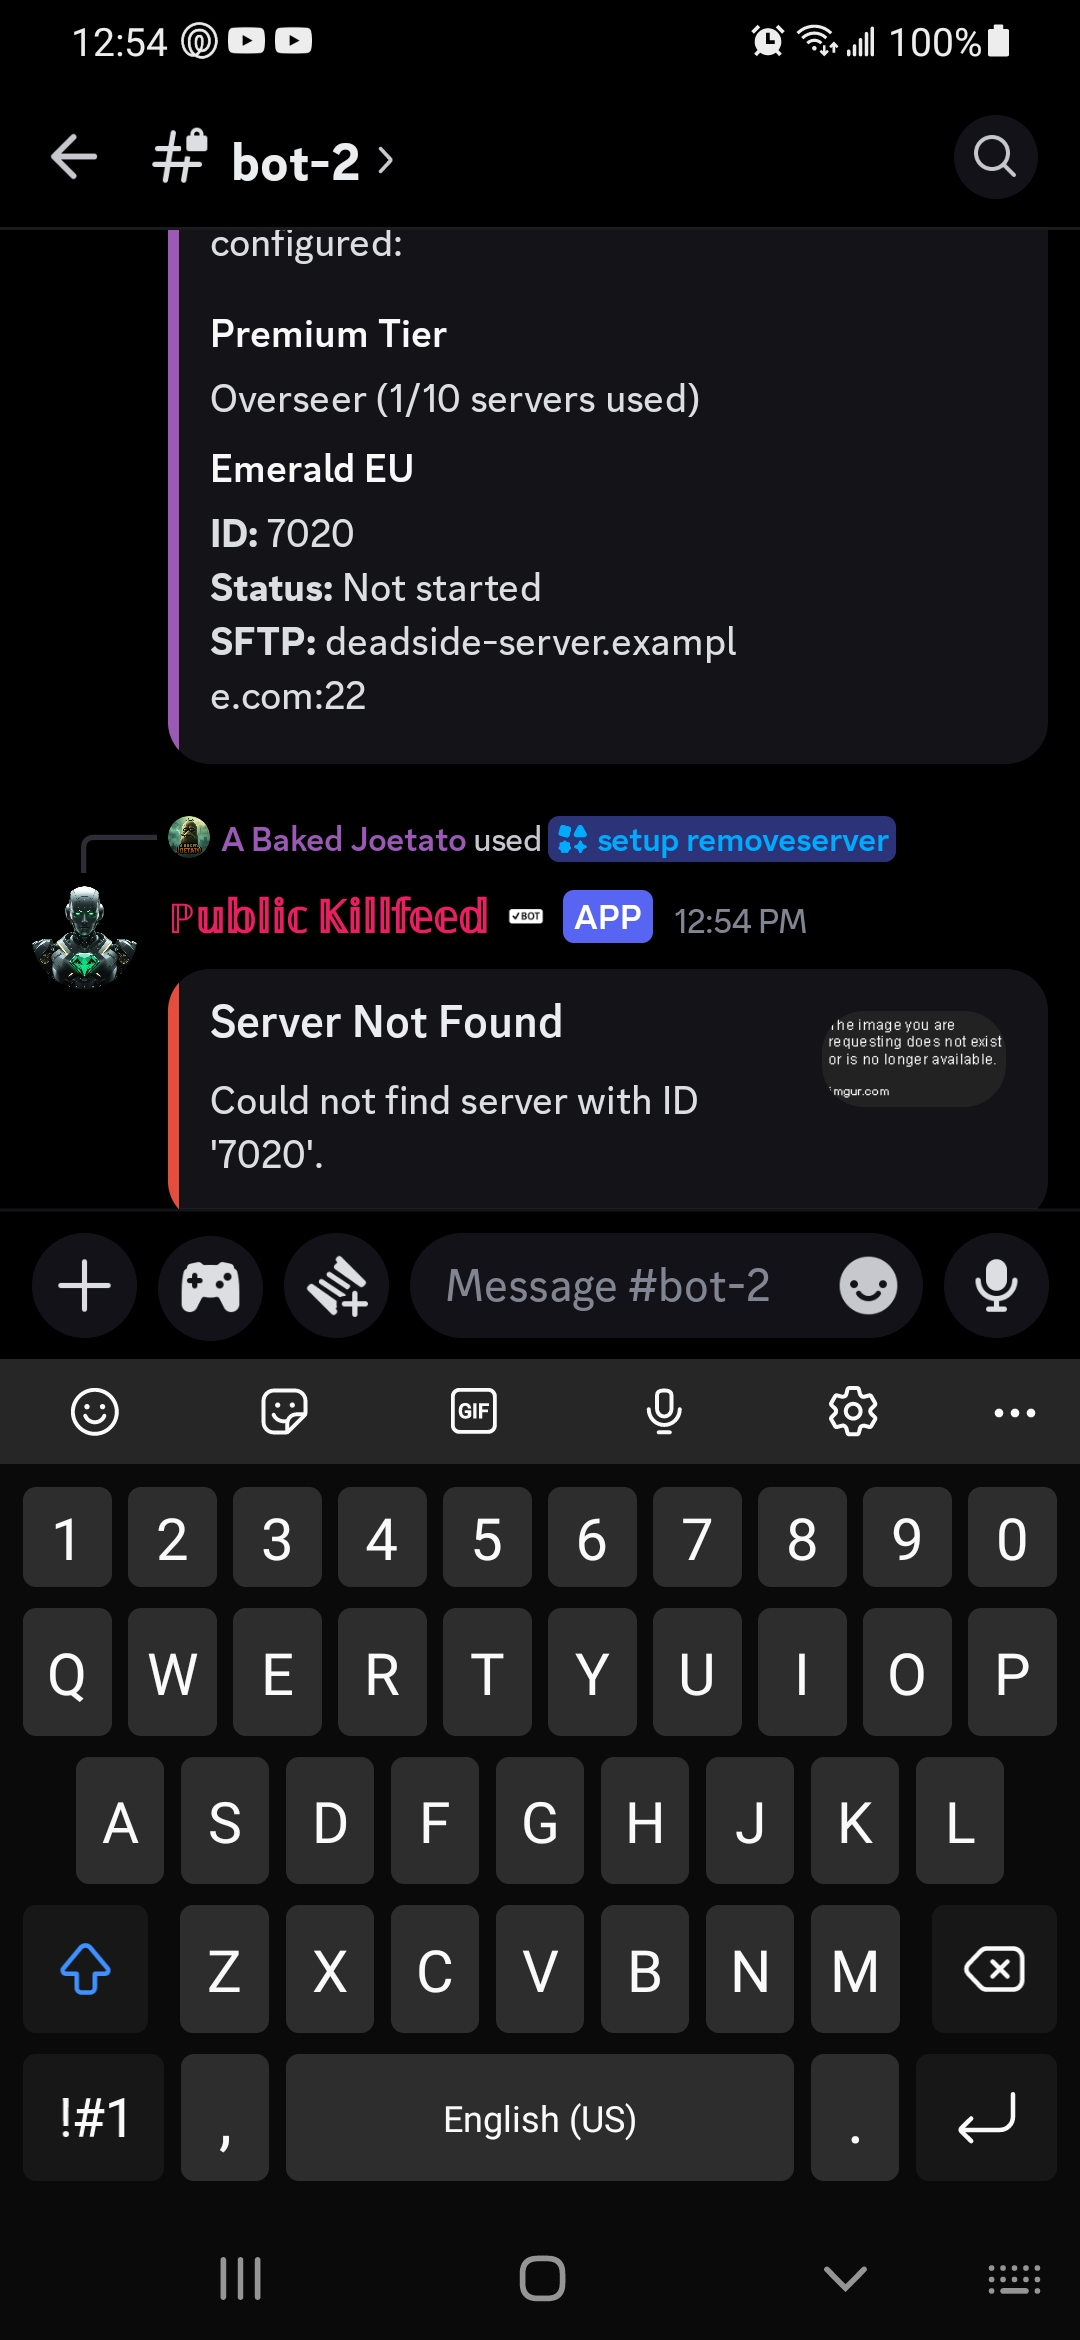 12:54
100%
bot-2
configured:
Premium Tier
Overseer (1/10 servers used)
Emerald EU
ID: 7020
Status: Not started
SFTP: deadside-server.exampl
e.com:22
A Baked Joetato used setup removeserver
ℙ𝕦𝕓𝕝𝕚𝕔 𝕂𝕚𝕝𝕝𝕗𝕖𝕖𝕕 ✓BOT APP 12:54 PM
Server Not Found
The image you are
requesting does not exist
or is no longer available.
imgur.com
Could not find server with ID
'7020'.
Message #bot-2
GIF
1 2 3 4 5 6 7 8 9 0
Q W E R T Y U I O P
A S D F G H J K L
Z X C V B N M
!#1 , English (US) .